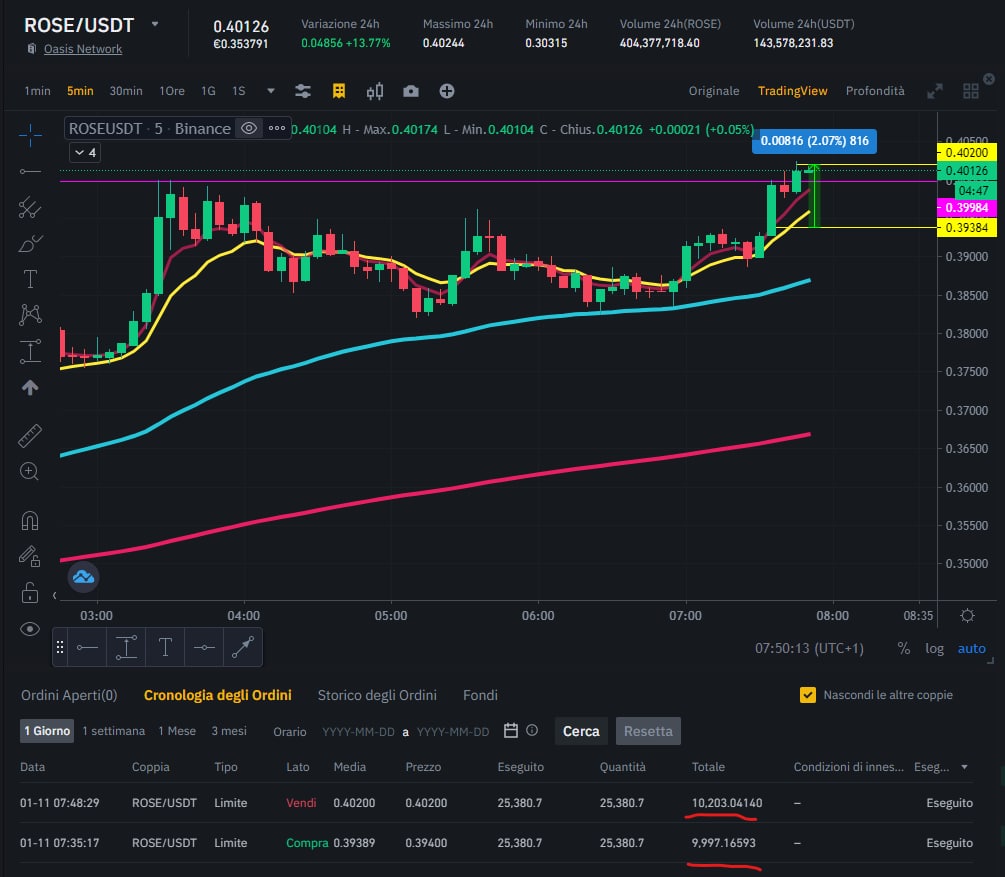 ROSE/USDT
Oasis Network
0.40126
€0.353791
Variazione 24h
0.04856 +13.77%
Massimo 24h
0.40244
Minimo 24h
0.30315
Volume 24h(ROSE)
404,377,718.40
Volume 24h(USDT)
143,578,231.83
1min 5min 30min 1Ore 1G 1S Originale TradingView Profondità
ROSEUSDT · 5 · Binance 0.40104 H - Max.0.40174 L - Min.0.40104 C - Chius.0.40126 +0.00021 (+0.05%)
4
0.00816 (2.07%) 816
0.40500
0.40200
0.40126
04:47
0.39984
0.39384
0.39000
0.38500
0.38000
0.37500
0.37000
0.36500
0.36000
0.35500
0.35000
03:00 04:00 05:00 06:00 07:00 08:00 08:35
07:50:13 (UTC+1) % log auto
Ordini Aperti(0) Cronologia degli Ordini Storico degli Ordini Fondi Nascondi le altre coppie
1 Giorno 1 settimana 1 Mese 3 mesi Orario YYYY-MM-DD a YYYY-MM-DD Cerca Resetta
Data Coppia Tipo Lato Media Prezzo Eseguito Quantità Totale Condizioni di innes... Eseg...
01-11 07:48:29 ROSE/USDT Limite Vendi 0.40200 0.40200 25,380.7 25,380.7 10,203.04140 – Eseguito
01-11 07:35:17 ROSE/USDT Limite Compra 0.39389 0.39400 25,380.7 25,380.7 9,997.16593 – Eseguito